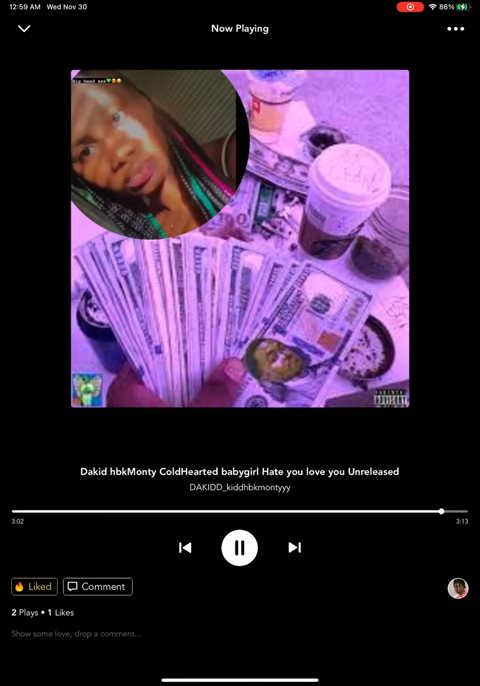 12:59 AM Wed Nov 30
86%
Now Playing
Big head ass
PARENTAL
ADVISORY
Dakid hbkMonty ColdHearted babygirl Hate you love you Unreleased
DAKIDD_kiddhbkmontyyy
3:02
3:13
Liked
Comment
2 Plays • 1 Likes
Show some love, drop a comment...